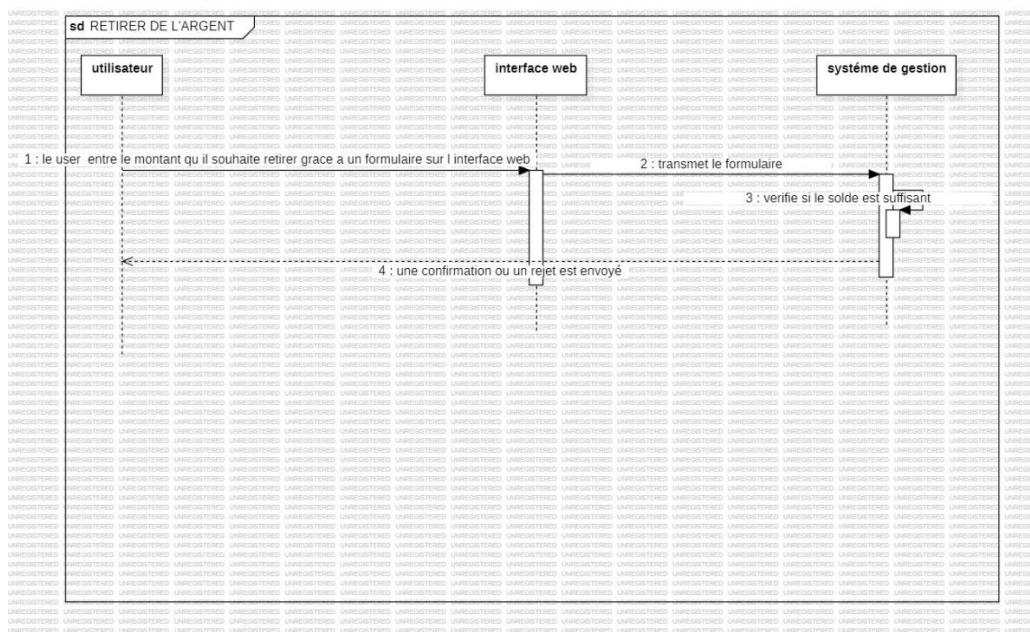 sd RETIRER DE L'ARGENT
utilisateur
interface web
systéme de gestion
1 : le user entre le montant qu il souhaite retirer grace a un formulaire sur l interface web
2 : transmet le formulaire
3 : verifie si le solde est suffisant
4 : une confirmation ou un rejet est envoyé
UNREGISTERED